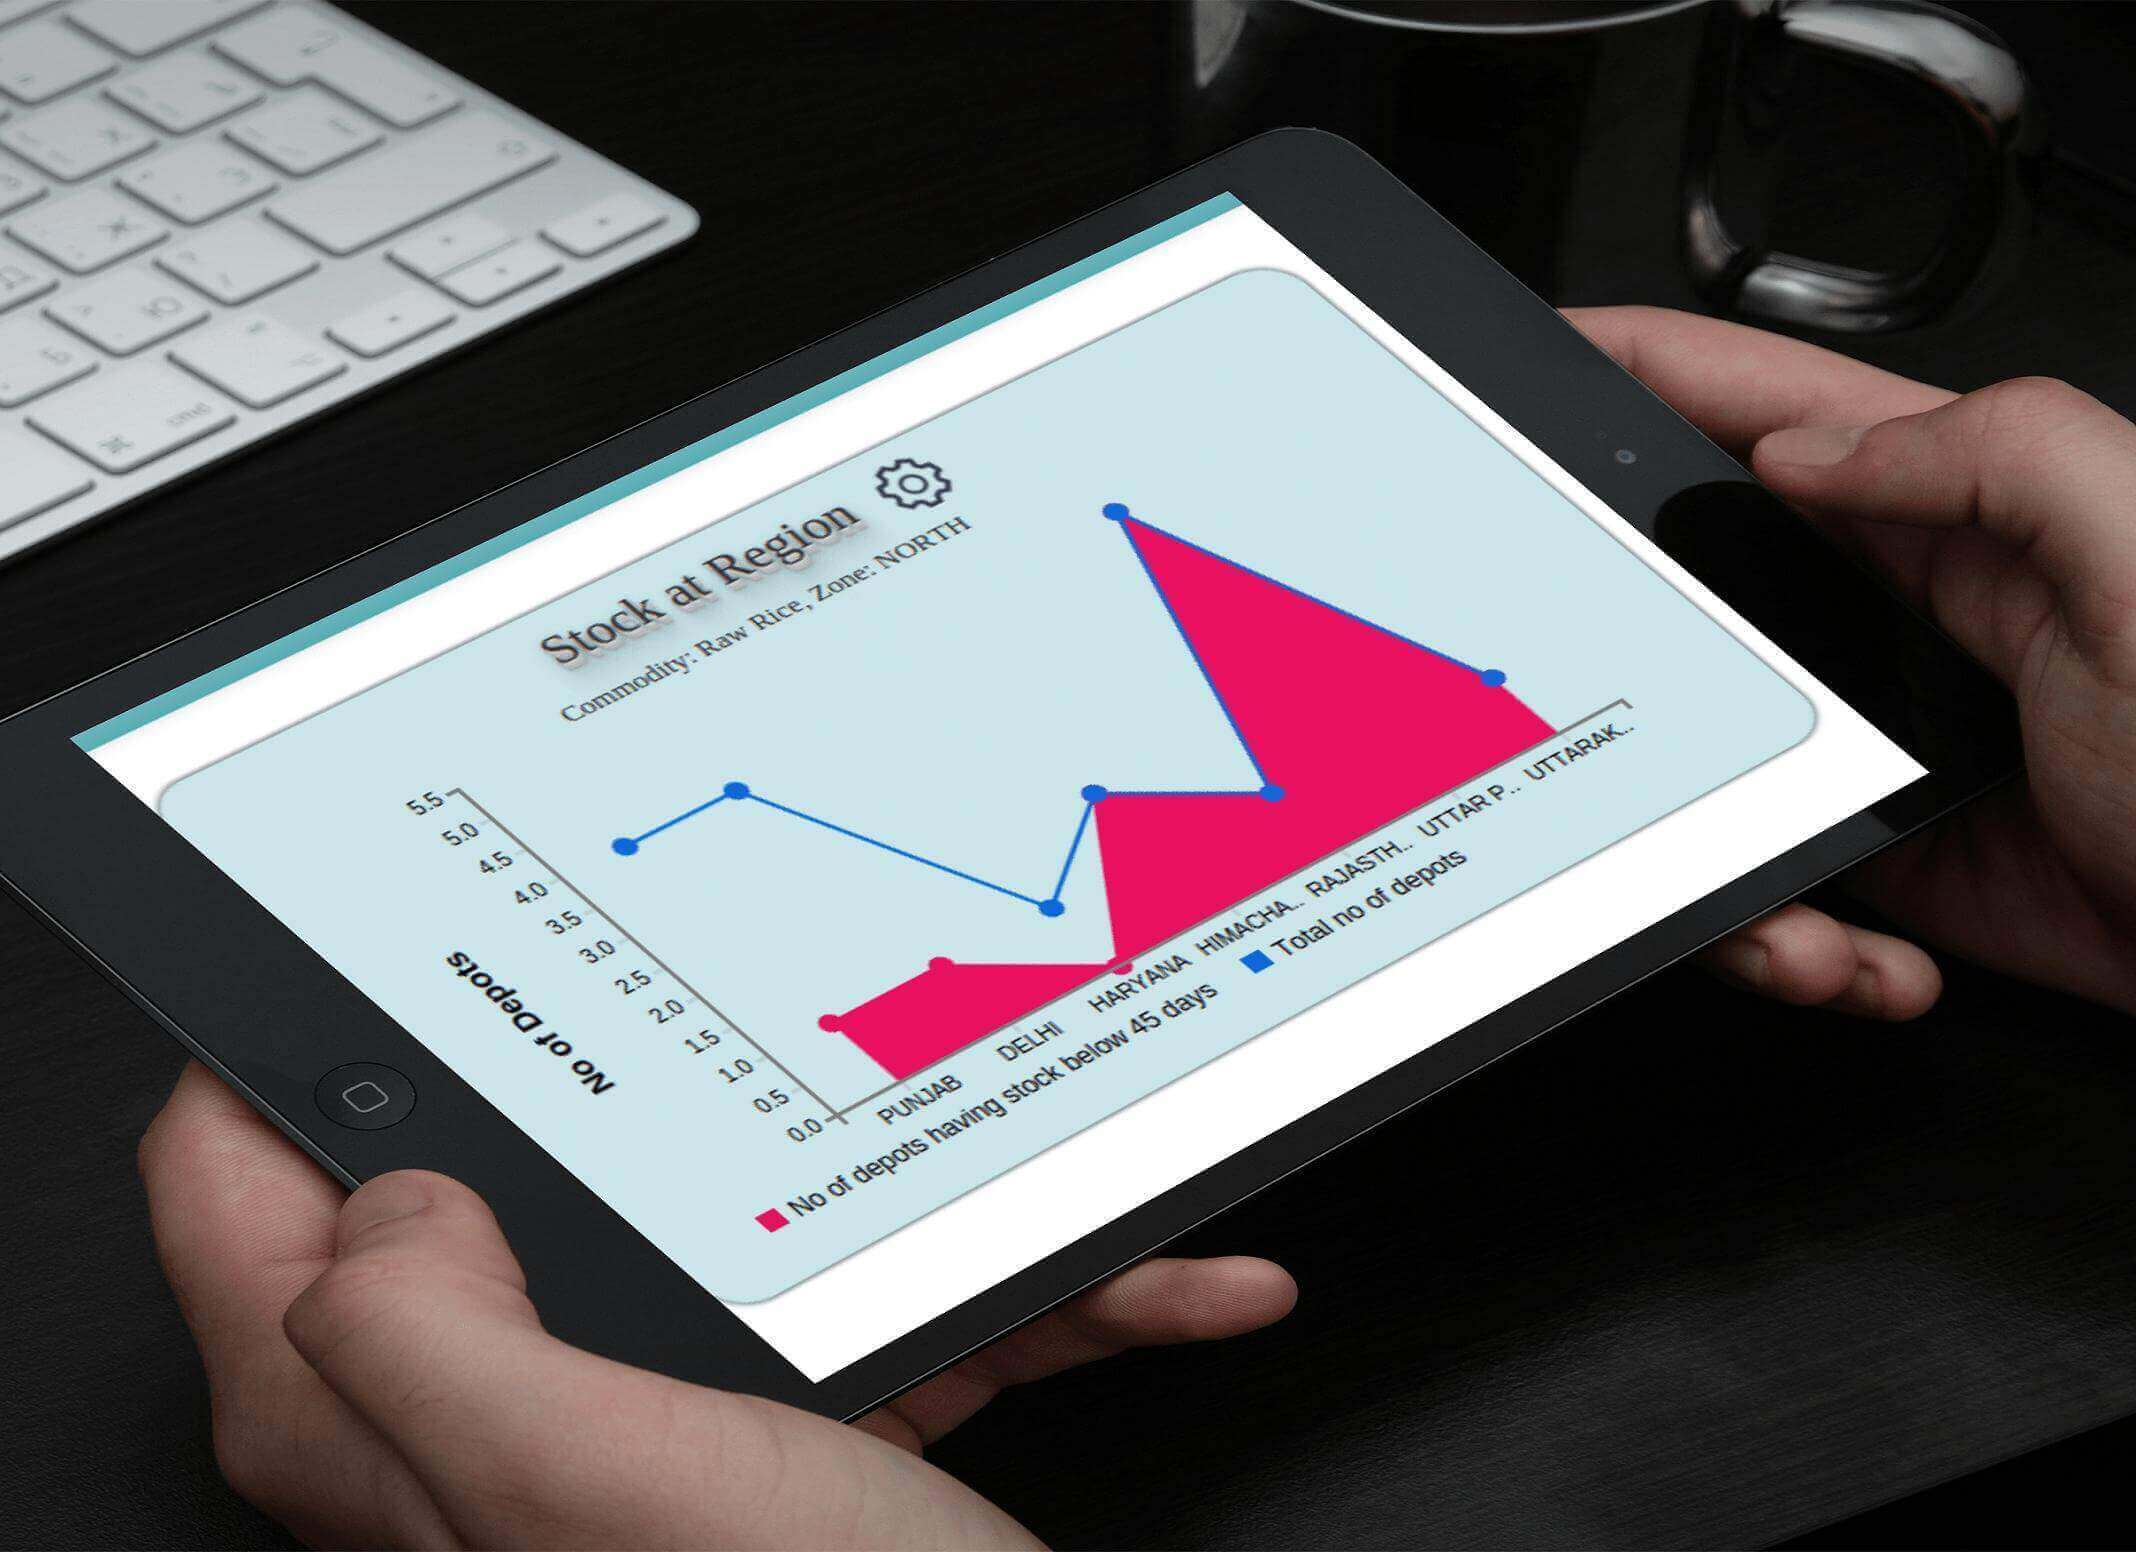 Stock at Region
Commodity: Raw Rice, Zone: NORTH
No of Depots
5.5
5.0
4.5
4.0
3.5
3.0
2.5
2.0
1.5
1.0
0.5
0.0
PUNJAB
DELHI
HARYANA
HIMACHA..
RAJASTH..
UTTAR P..
UTTARAK..
No of depots having stock below 45 days
Total no of depots
cmd